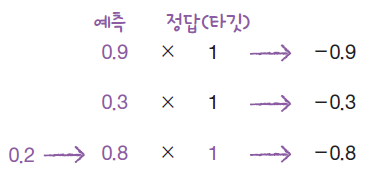 예측 정답(타깃)
0.9 × 1 → -0.9
0.3 × 1 → -0.3
0.2 → 0.8 × 1 → -0.8